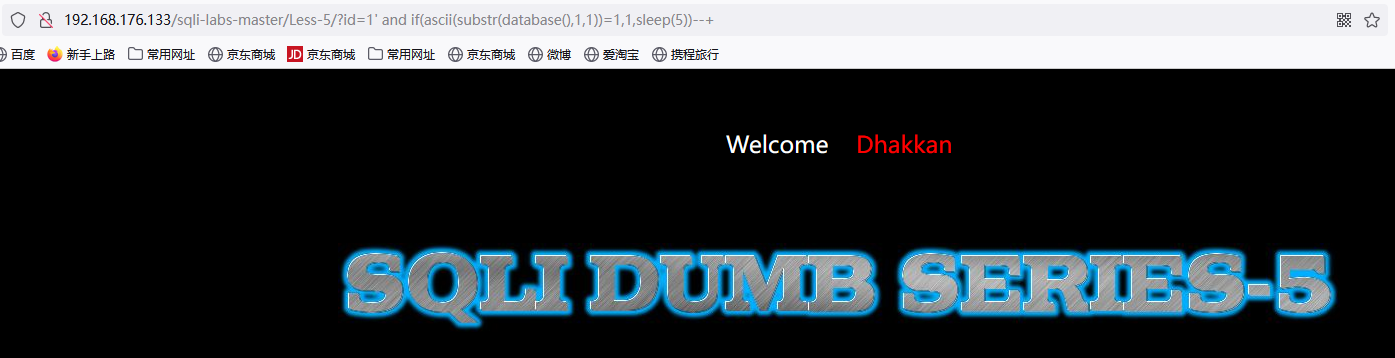 192.168.176.133/sqli-labs-master/Less-5/?id=1' and if(ascii(substr(database(),1,1))=1,1,sleep(5))--+
百度 新手上路 常用网址 京东商城 JD 京东商城 常用网址 京东商城 微博 爱淘宝 携程旅行
Welcome Dhakkan
SQLI DUMB SERIES-5